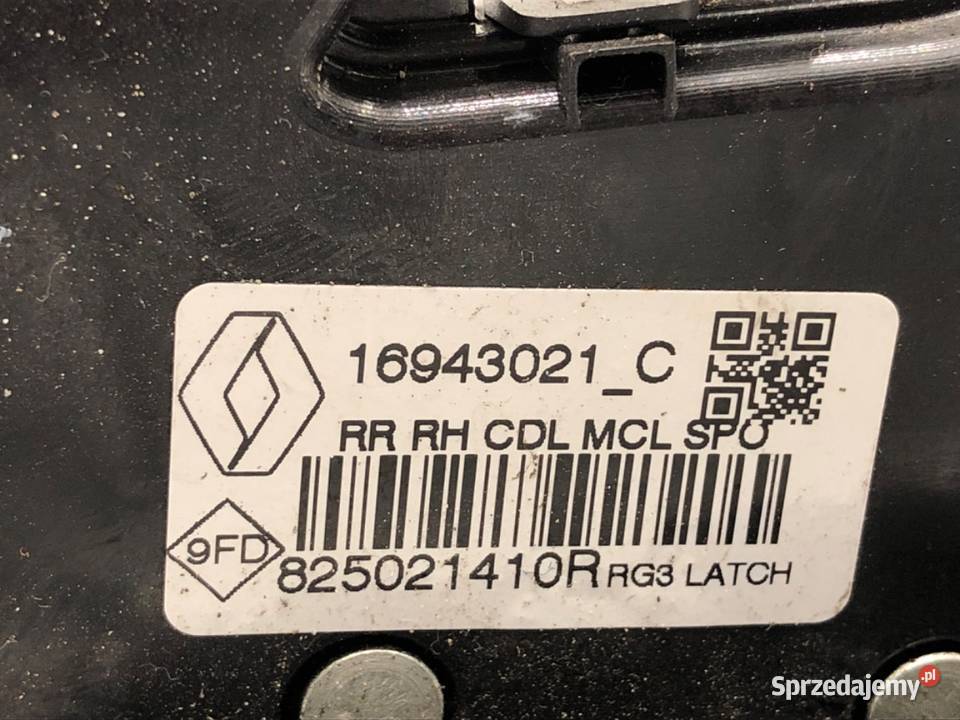 16943021_C
RR RH CDL MCL SPO
9FD
825021410R RG3 LATCH
Sprzedajemy.pl